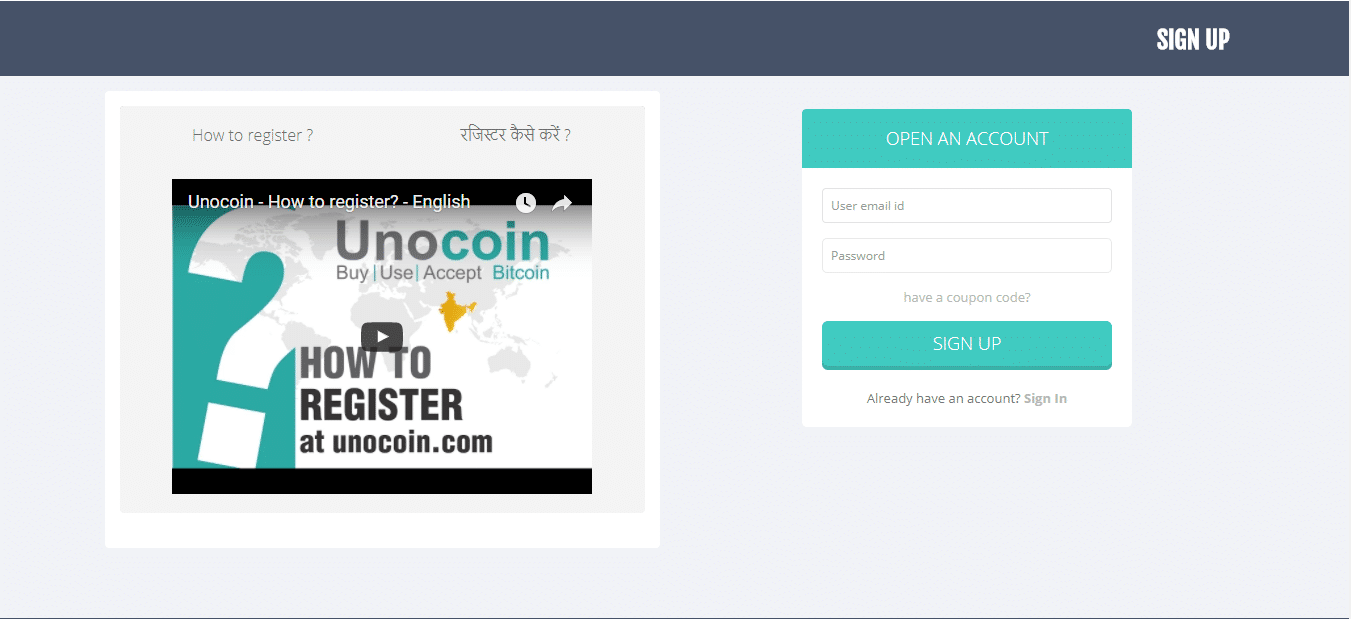 SIGN UP
How to register ?
रजिस्टर कैसे करें ?
Unocoin - How to register? - English
Unocoin
Buy | Use | Accept Bitcoin
HOW TO
REGISTER
at unocoin.com
OPEN AN ACCOUNT
User email id
Password
have a coupon code?
SIGN UP
Already have an account? Sign In